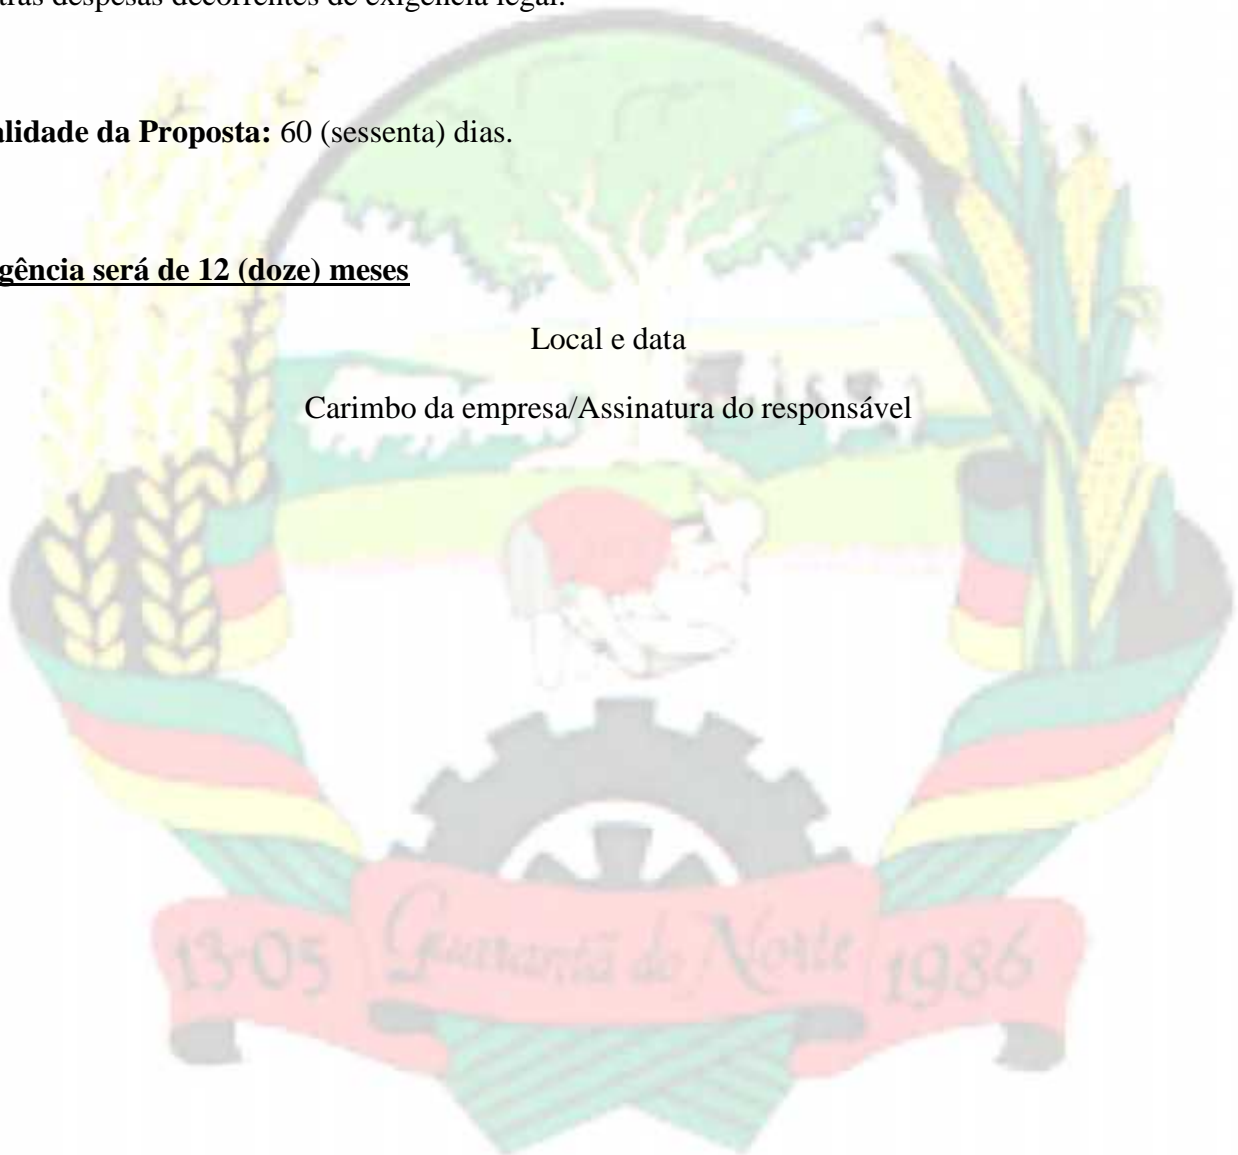 tras despesas decorrentes de exigência legal.
alidade da Proposta: 60 (sessenta) dias.
gência será de 12 (doze) meses
Local e data
Carimbo da empresa/Assinatura do responsável
13-05 Guarantã do Norte 1986